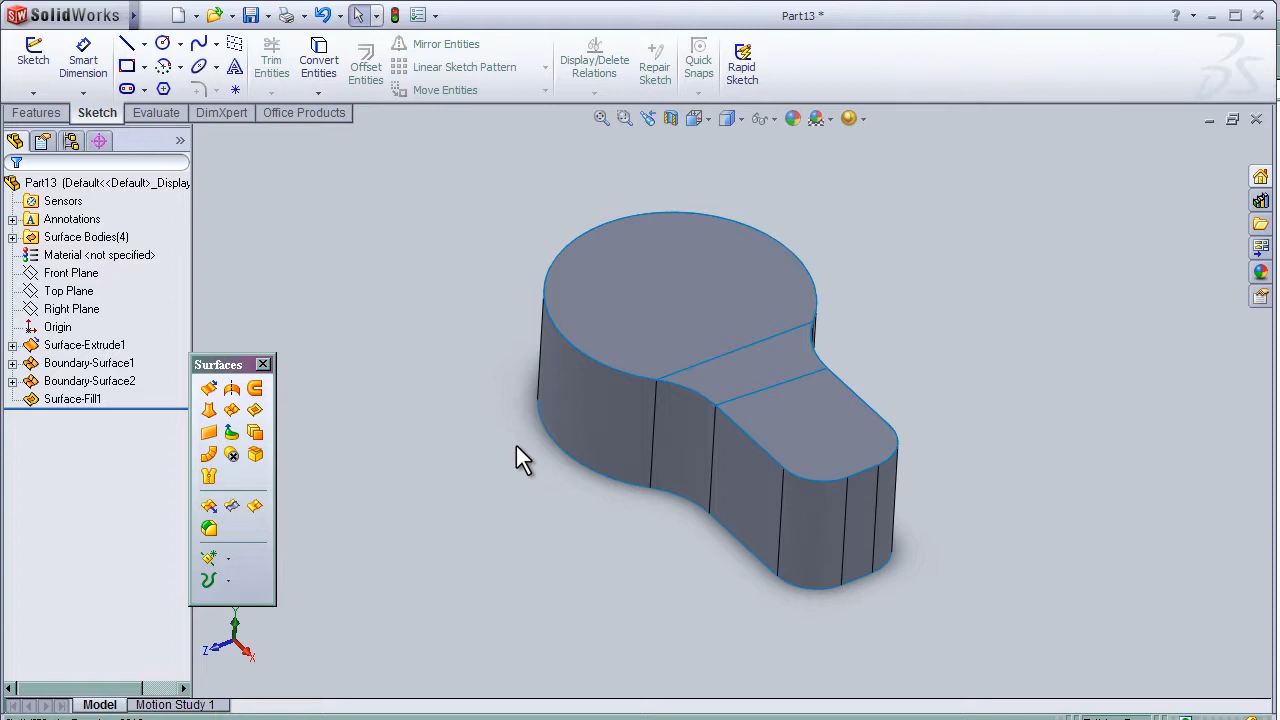 SolidWorks
Part13 *
Sketch
Smart Dimension
Trim Entities
Convert Entities
Offset Entities
Mirror Entities
Linear Sketch Pattern
Move Entities
Display/Delete Relations
Repair Sketch
Quick Snaps
Rapid Sketch
Features
Sketch
Evaluate
DimXpert
Office Products
Part13 (Default<<Default>_Display
Sensors
Annotations
Surface Bodies(4)
Material <not specified>
Front Plane
Top Plane
Right Plane
Origin
Surface-Extrude1
Boundary-Surface1
Boundary-Surface2
Surface-Fill1
Surfaces
Y
Z
X
Model
Motion Study 1